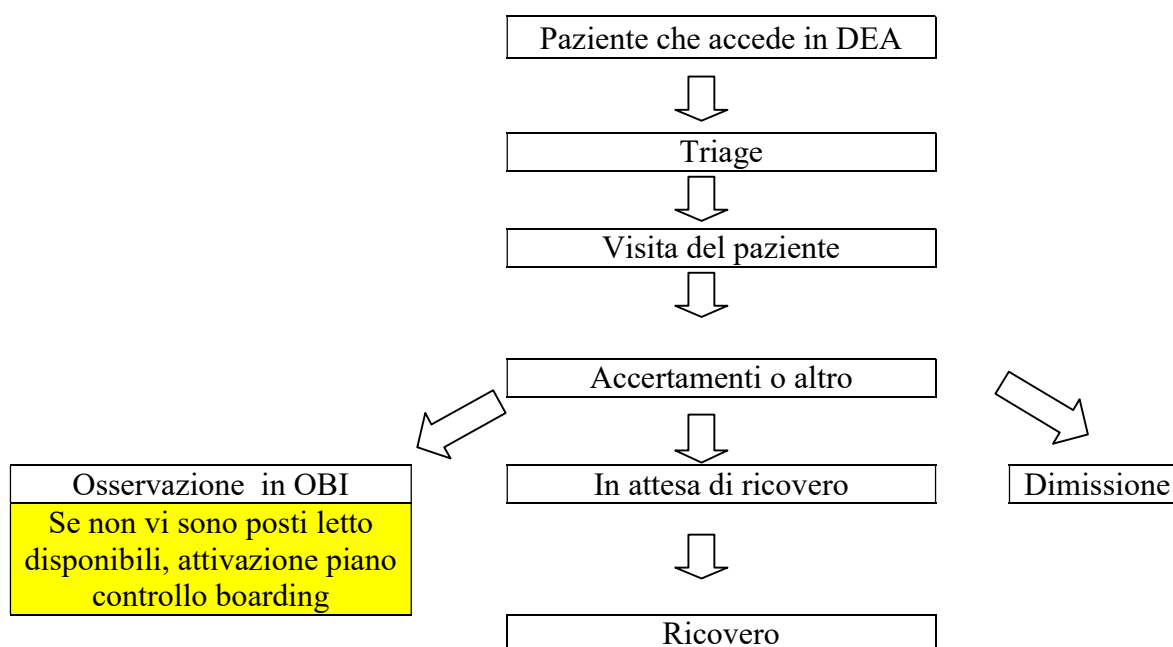 Paziente che accede in DEA
Triage
Visita del paziente
Accertamenti o altro
Osservazione in OBI
In attesa di ricovero
Dimissione
Se non vi sono posti letto
disponibili, attivazione piano
controllo boarding
Ricovero